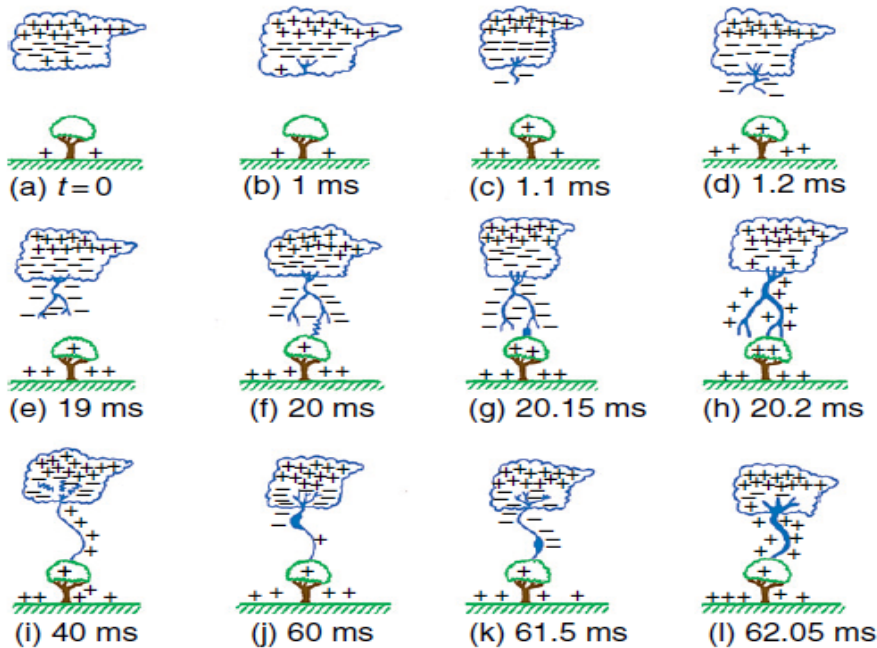 (a) t=0 (b) 1 ms (c) 1.1 ms (d) 1.2 ms
(e) 19 ms (f) 20 ms (g) 20.15 ms (h) 20.2 ms
(i) 40 ms (j) 60 ms (k) 61.5 ms (l) 62.05 ms